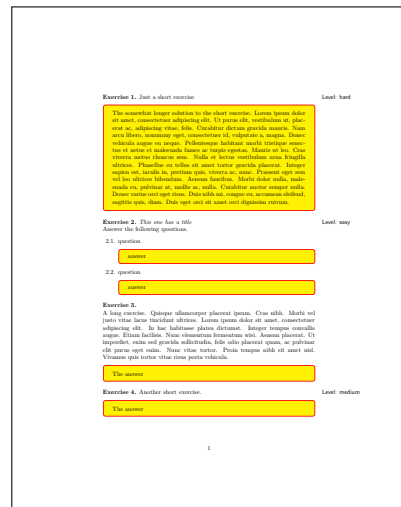 Exercise 1. Just a short exercise
Level: hard
The somewhat longer solution to the short exercise. Lorem ipsum dolor
sit amet, consectetuer adipiscing elit. Ut purus elit, vestibulum ut, plac-
erat ac, adipiscing vitae, felis. Curabitur dictum gravida mauris. Nam
arcu libero, nonummy eget, consectetuer id, vulputate a, magna. Donec
vehicula augue eu neque. Pellentesque habitant morbi tristique senec-
tus et netus et malesuada fames ac turpis egestas. Mauris ut leo. Cras
viverra metus rhoncus sem. Nulla et lectus vestibulum urna fringilla
ultrices. Phasellus eu tellus sit amet tortor gravida placerat. Integer
sapien est, iaculis in, pretium quis, viverra ac, nunc. Praesent eget sem
vel leo ultrices bibendum. Aenean faucibus. Morbi dolor nulla, male-
suada eu, pulvinar at, mollis ac, nulla. Curabitur auctor semper nulla.
Donec varius orci eget risus. Duis nibh mi, congue eu, accumsan eleifend,
sagittis quis, diam. Duis eget orci sit amet orci dignissim rutrum.
Exercise 2. This one has a title
Level: easy
Answer the following questions.
2.1. question
answer
2.2. question
answer
Exercise 3.
A long exercise. Quisque ullamcorper placerat ipsum. Cras nibh. Morbi vel
justo vitae lacus tincidunt ultrices. Lorem ipsum dolor sit amet, consectetuer
adipiscing elit. In hac habitasse platea dictumst. Integer tempus convallis
augue. Etiam facilisis. Nunc elementum fermentum wisi. Aenean placerat. Ut
imperdiet, enim sed gravida sollicitudin, felis odio placerat quam, ac pulvinar
elit purus eget enim. Nunc vitae tortor. Proin tempus nibh sit amet nisl.
Vivamus quis tortor vitae risus porta vehicula.
The answer
Exercise 4. Another short exercise.
Level: medium
The answer
1